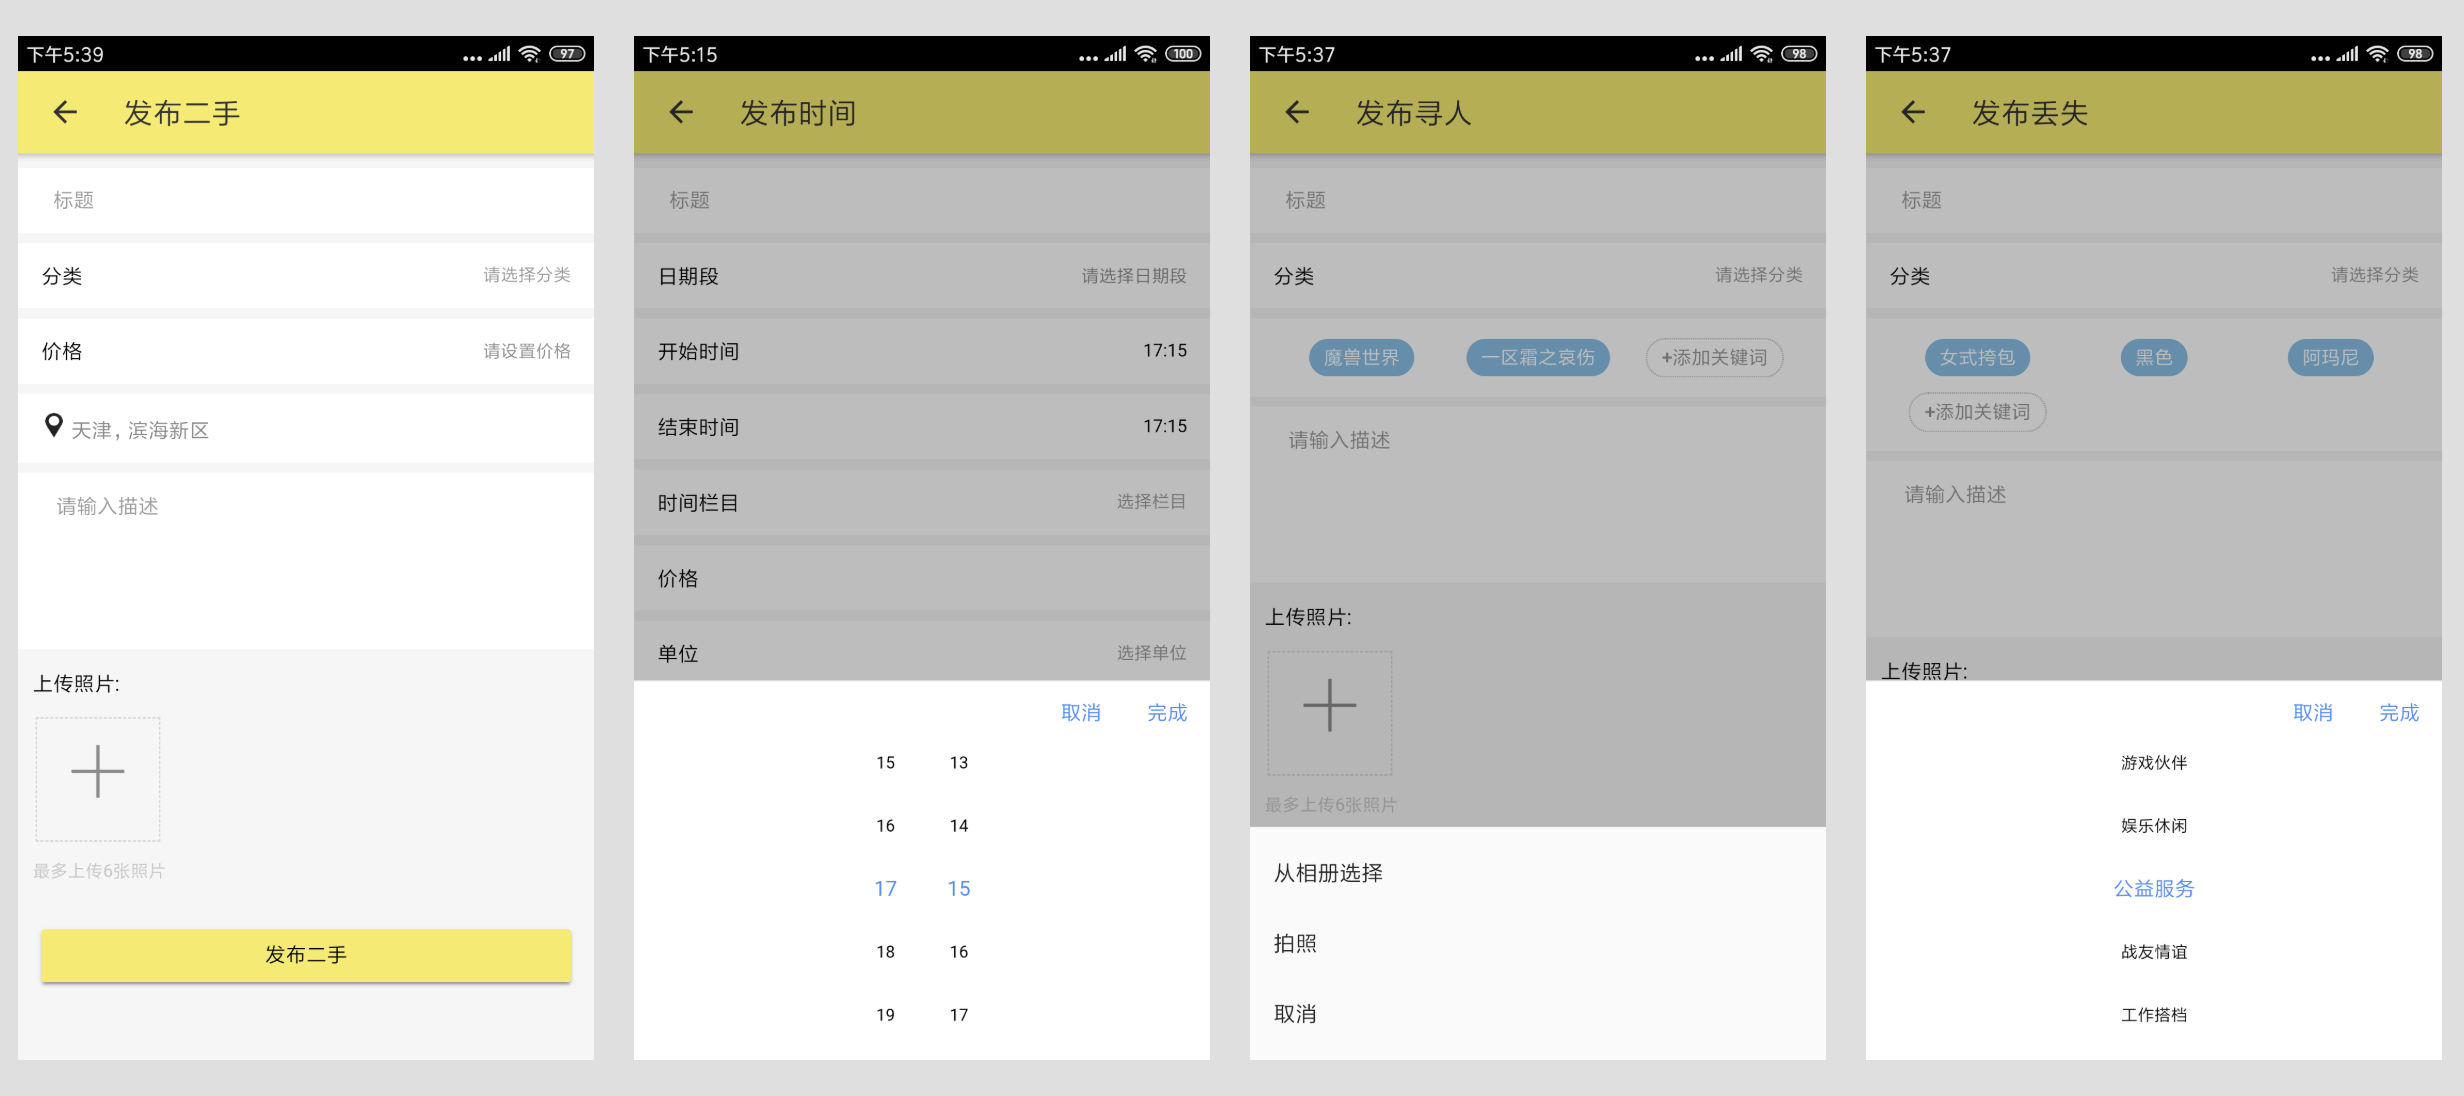 下午5:39
97
发布二手
标题
分类 请选择分类
价格 请设置价格
天津，滨海新区
请输入描述
上传照片:
最多上传6张照片
发布二手
下午5:15
100
发布时间
标题
日期段 请选择日期段
开始时间 17:15
结束时间 17:15
时间栏目 选择栏目
价格
单位 选择单位
取消 完成
15 13
16 14
17 15
18 16
19 17
下午5:37
98
发布寻人
标题
分类 请选择分类
魔兽世界 一区霜之哀伤 +添加关键词
请输入描述
上传照片:
最多上传6张照片
从相册选择
拍照
取消
下午5:37
98
发布丢失
标题
分类 请选择分类
女式挎包 黑色 阿玛尼
+添加关键词
请输入描述
上传照片:
取消 完成
游戏伙伴
娱乐休闲
公益服务
战友情谊
工作搭档